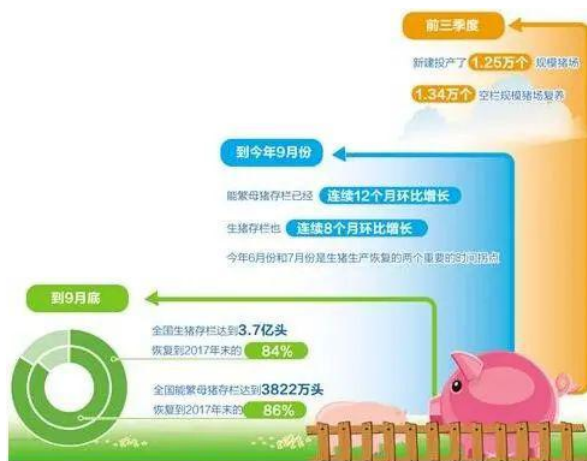 前三季度
新建投产了 1.25万个 规模猪场
1.34万个 空栏规模猪场复养
到今年9月份
能繁母猪存栏已经 连续12个月环比增长
生猪存栏也 连续8个月环比增长
今年6月份和7月份是生猪生产恢复的两个重要的时间拐点
到9月底
全国生猪存栏达到3.7亿头
恢复到2017年末的 84%
全国能繁母猪存栏达到3822万头
恢复到2017年末的 86%